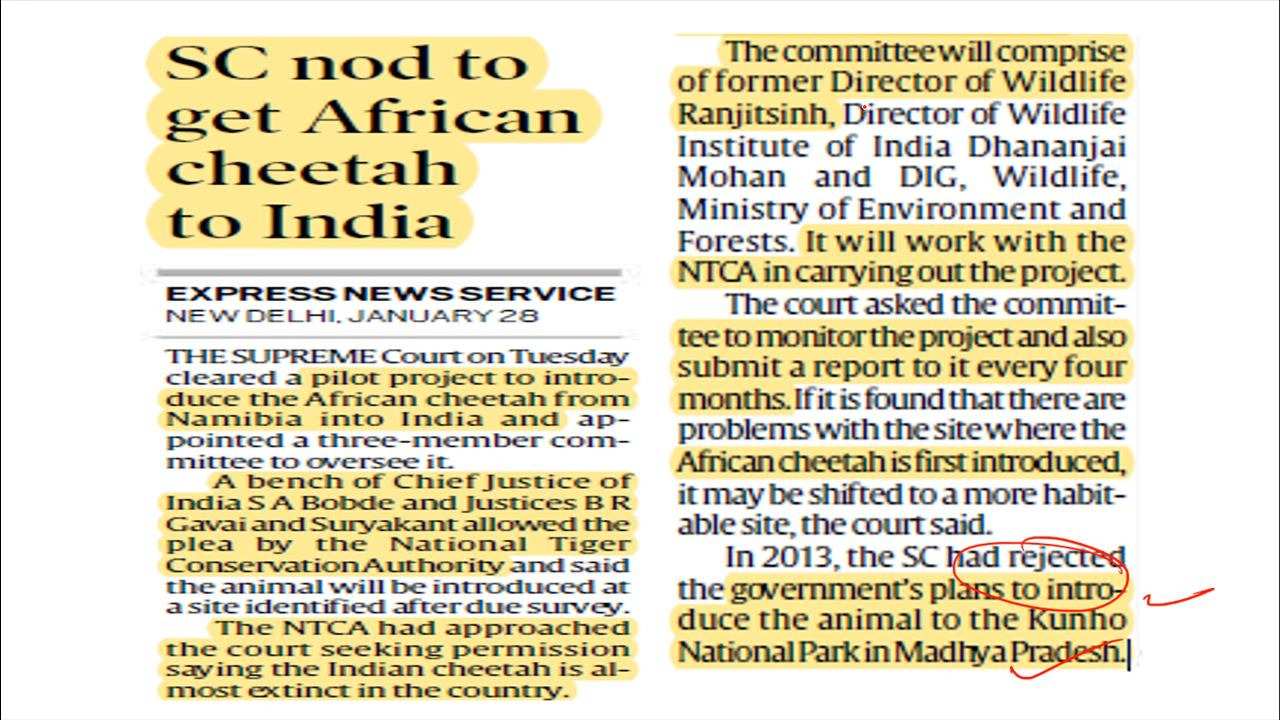 SC nod to
get African
cheetah
to India
EXPRESS NEWS SERVICE
NEW DELHI, JANUARY 28
THE SUPREME Court on Tuesday
cleared a pilot project to intro-
duce the African cheetah from
Namibia into India and ap-
pointed a three-member com-
mittee to oversee it.
A bench of Chief Justice of
India S A Bobde and Justices B R
Gavai and Suryakant allowed the
plea by the National Tiger
Conservation Authority and said
the animal will be introduced at
a site identified after due survey.
The NTCA had approached
the court seeking permission
saying the Indian cheetah is al-
most extinct in the country.
The committee will comprise
of former Director of Wildlife
Ranjitsinh, Director of Wildlife
Institute of India Dhananjai
Mohan and DIG, Wildlife,
Ministry of Environment and
Forests. It will work with the
NTCA in carrying out the project.
The court asked the commit-
tee to monitor the project and also
submit a report to it every four
months. If it is found that there are
problems with the site where the
African cheetah is first introduced,
it may be shifted to a more habit-
able site, the court said.
In 2013, the SC had rejected
the government's plans to intro-
duce the animal to the Kunho
National Park in Madhya Pradesh.